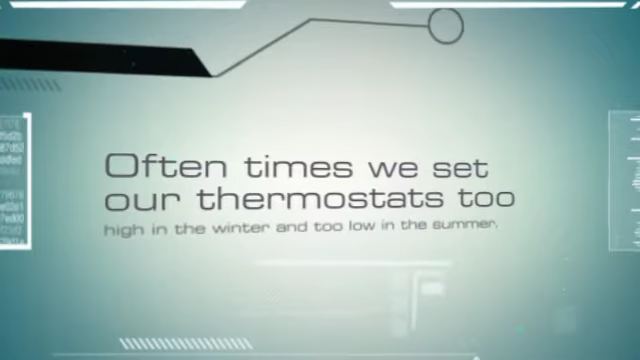 Often times we set
our thermostats too
high in the winter and too low in the summer.